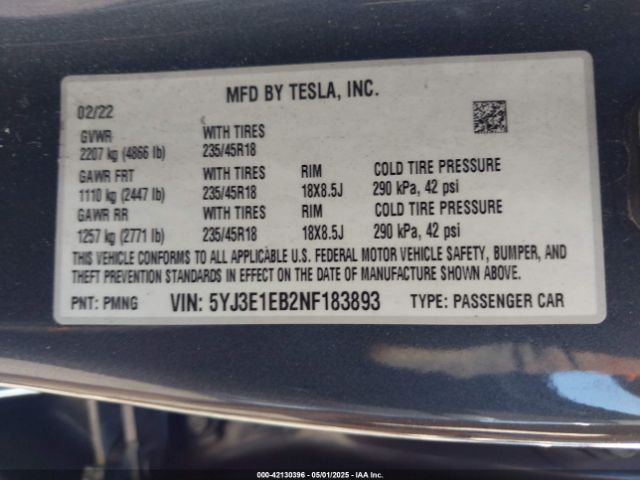 MFD BY TESLA, INC.
02/22
GVWR WITH TIRES
2207 kg (4866 lb) 235/45R18
GAWR FRT WITH TIRES RIM COLD TIRE PRESSURE
1110 kg (2447 lb) 235/45R18 18X8.5J 290 kPa, 42 psi
GAWR RR WITH TIRES RIM COLD TIRE PRESSURE
1257 kg (2771 lb) 235/45R18 18X8.5J 290 kPa, 42 psi
THIS VEHICLE CONFORMS TO ALL APPLICABLE U.S. FEDERAL MOTOR VEHICLE SAFETY, BUMPER, AND
THEFT PREVENTION STANDARDS IN EFFECT ON THE DATE OF MANUFACTURE SHOWN ABOVE.
PNT: PMNG VIN: 5YJ3E1EB2NF183893 TYPE: PASSENGER CAR
000-42130396 - 05/01/2025 - IAA Inc.